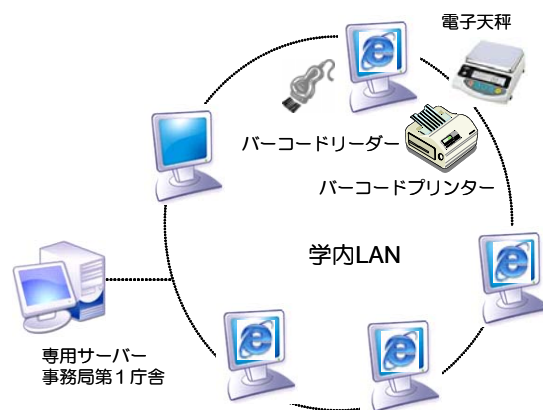 電子天秤
バーコードリーダー
バーコードプリンター
学内LAN
専用サーバー
事務局第１庁舎